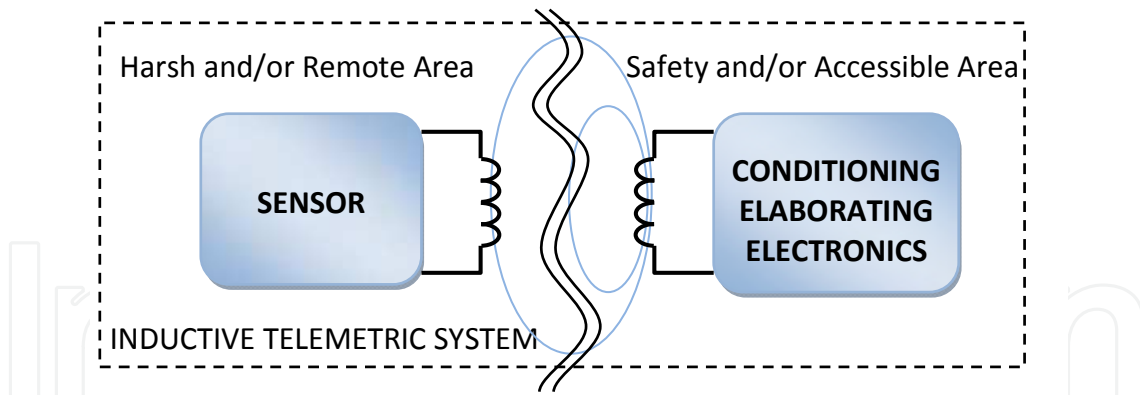 Harsh and/or Remote Area
Safety and/or Accessible Area
SENSOR
CONDITIONING
ELABORATING
ELECTRONICS
INDUCTIVE TELEMETRIC SYSTEM